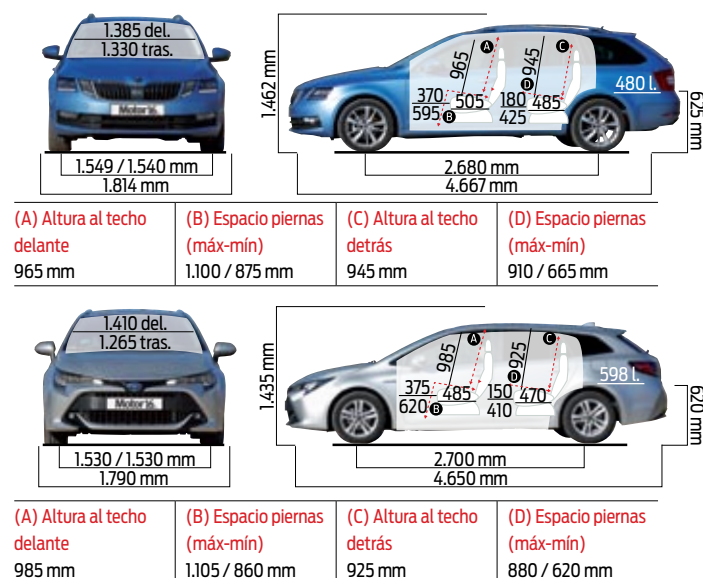 1.385 del.
1.330 tras.
Motor16
1.549 / 1.540 mm
1.814 mm
1.462 mm
A
C
965
945
D
370
595
B
505
180
425
485
480 l.
625 mm
2.680 mm
4.667 mm
(A) Altura al techo
delante
965 mm
(B) Espacio piernas
(máx-mín)
1.100 / 875 mm
(C) Altura al techo
detrás
945 mm
(D) Espacio piernas
(máx-mín)
910 / 665 mm
1.410 del.
1.265 tras.
Motor16
1.530 / 1.530 mm
1.790 mm
1.435 mm
A
C
985
925
D
375
620
B
485
150
410
470
598 l.
620 mm
2.700 mm
4.650 mm
(A) Altura al techo
delante
985 mm
(B) Espacio piernas
(máx-mín)
1.105 / 860 mm
(C) Altura al techo
detrás
925 mm
(D) Espacio piernas
(máx-mín)
880 / 620 mm